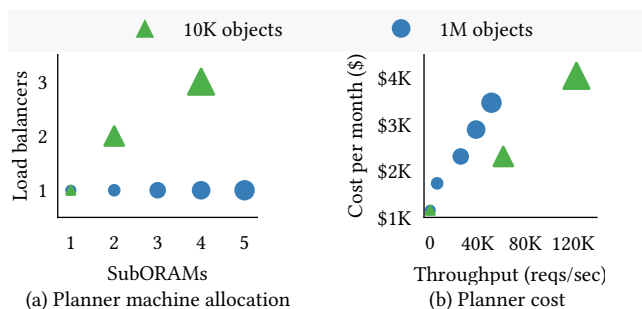 10K objects
1M objects
Load balancers
3
2
1
1 2 3 4 5
SubORAMs
(a) Planner machine allocation
Cost per month ($)
$4K
$3K
$2K
$1K
0 40K 80K 120K
Throughput (reqs/sec)
(b) Planner cost